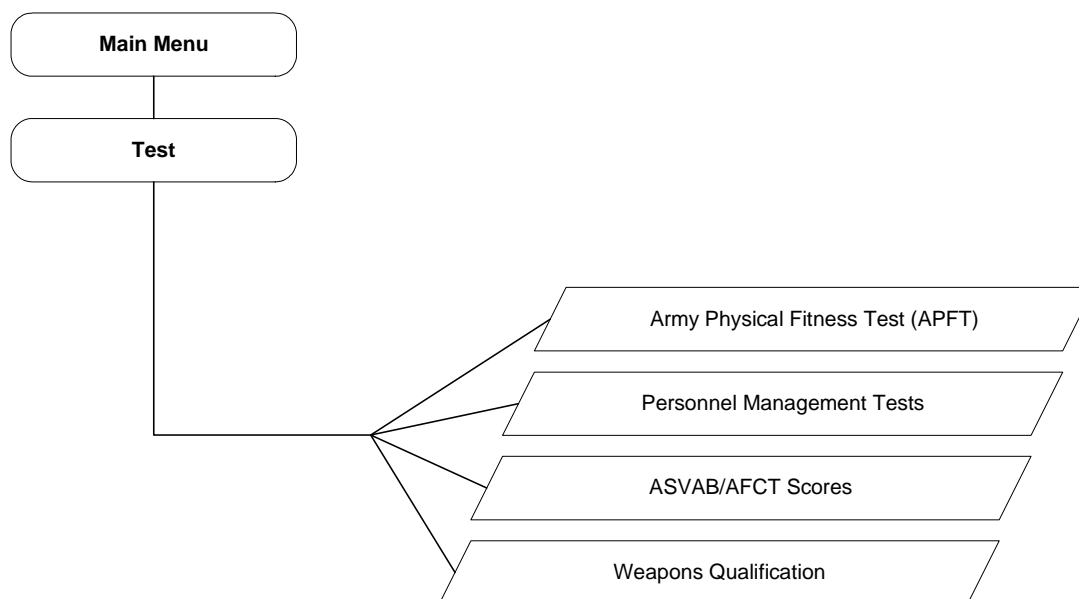 Main Menu
Test
Army Physical Fitness Test (APFT)
Personnel Management Tests
ASVAB/AFCT Scores
Weapons Qualification